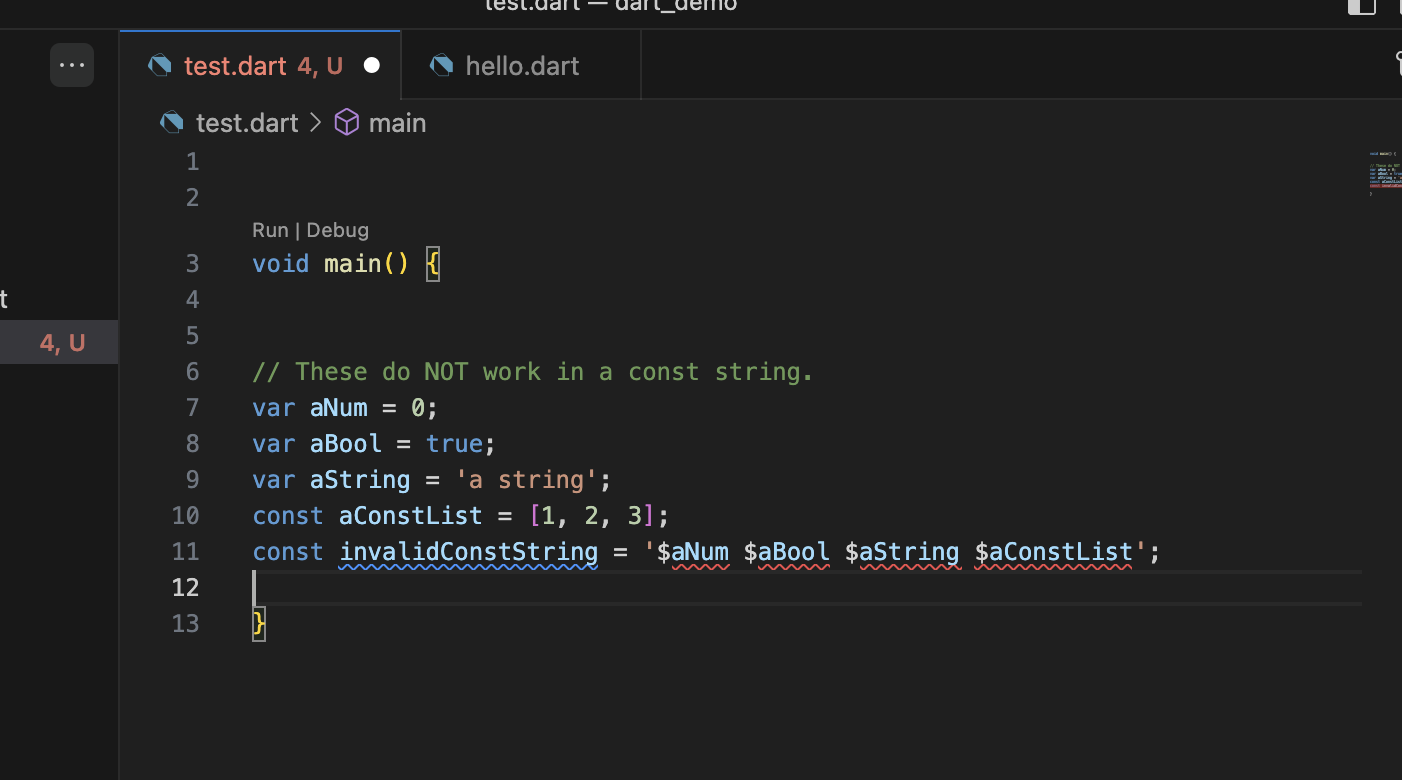 test.dart — dart_demo
test.dart 4, U hello.dart
test.dart > main
1
2
Run | Debug
3 void main() {
4
t
5
4, U
6 // These do NOT work in a const string.
7 var aNum = 0;
8 var aBool = true;
9 var aString = 'a string';
10 const aConstList = [1, 2, 3];
11 const invalidConstString = '$aNum $aBool $aString $aConstList';
12
13 }